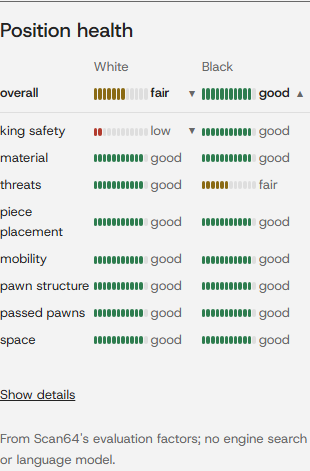 Position health
White Black
overall fair ▼ good ▲
king safety low ▼ good
material good good
threats good fair
piece
placement good good
mobility good good
pawn structure good good
passed pawns good good
space good good
Show details
From Scan64's evaluation factors; no engine search
or language model.